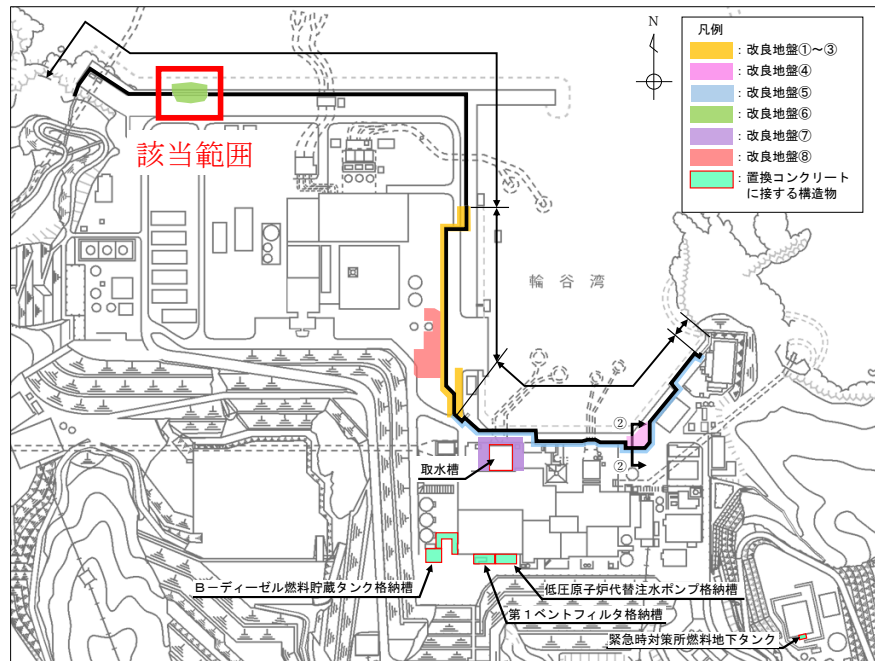 N
凡例
：改良地盤①～③
：改良地盤④
：改良地盤⑤
：改良地盤⑥
：改良地盤⑦
：改良地盤⑧
：置換コンクリート
に接する構造物
該当範囲
輪谷湾
②
②
取水槽
B－ディーゼル燃料貯蔵タンク格納槽
低圧原子炉代替注水ポンプ格納槽
第１ベントフィルタ格納槽
緊急時対策所燃料地下タンク